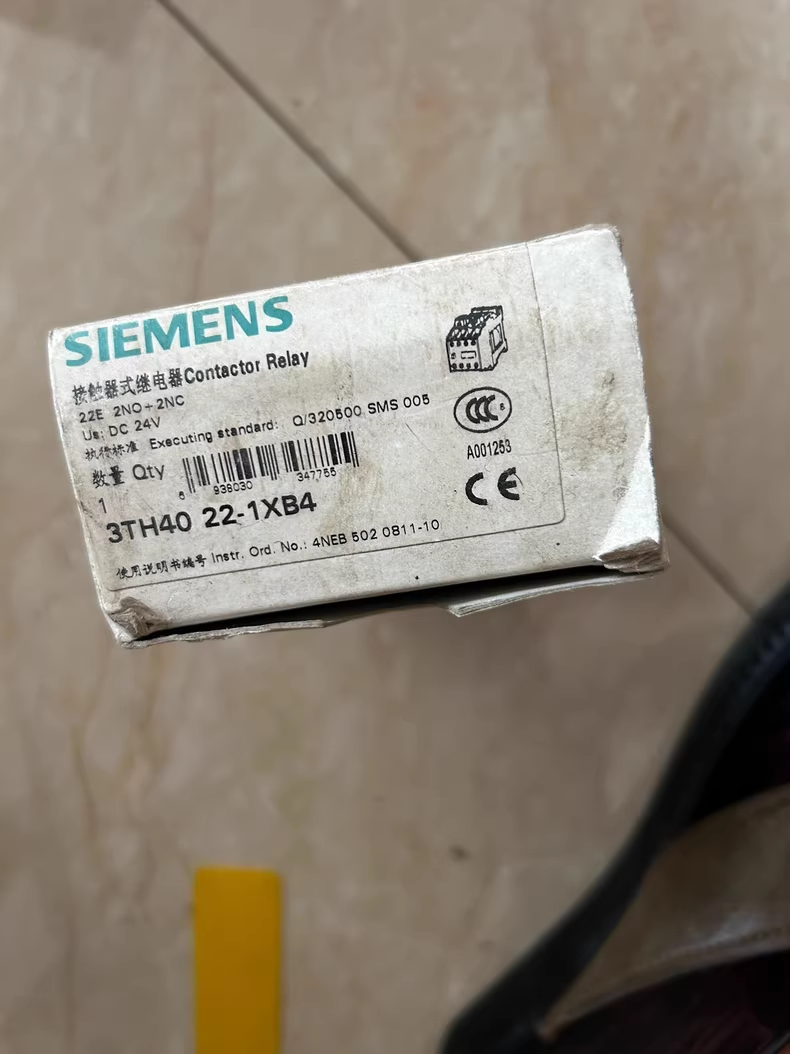 SIEMENS
接触器式继电器Contactor Relay
22E 2NO+2NC
Us: DC 24V
执行标准 Executing standard: Q/320500 SMS 005
数量 Qty
1
6 938030 347755
3TH40 22-1XB4
使用说明书编号 Instr. Ord. No.: 4NEB 502 0811-10
CCC S
A001253
CE